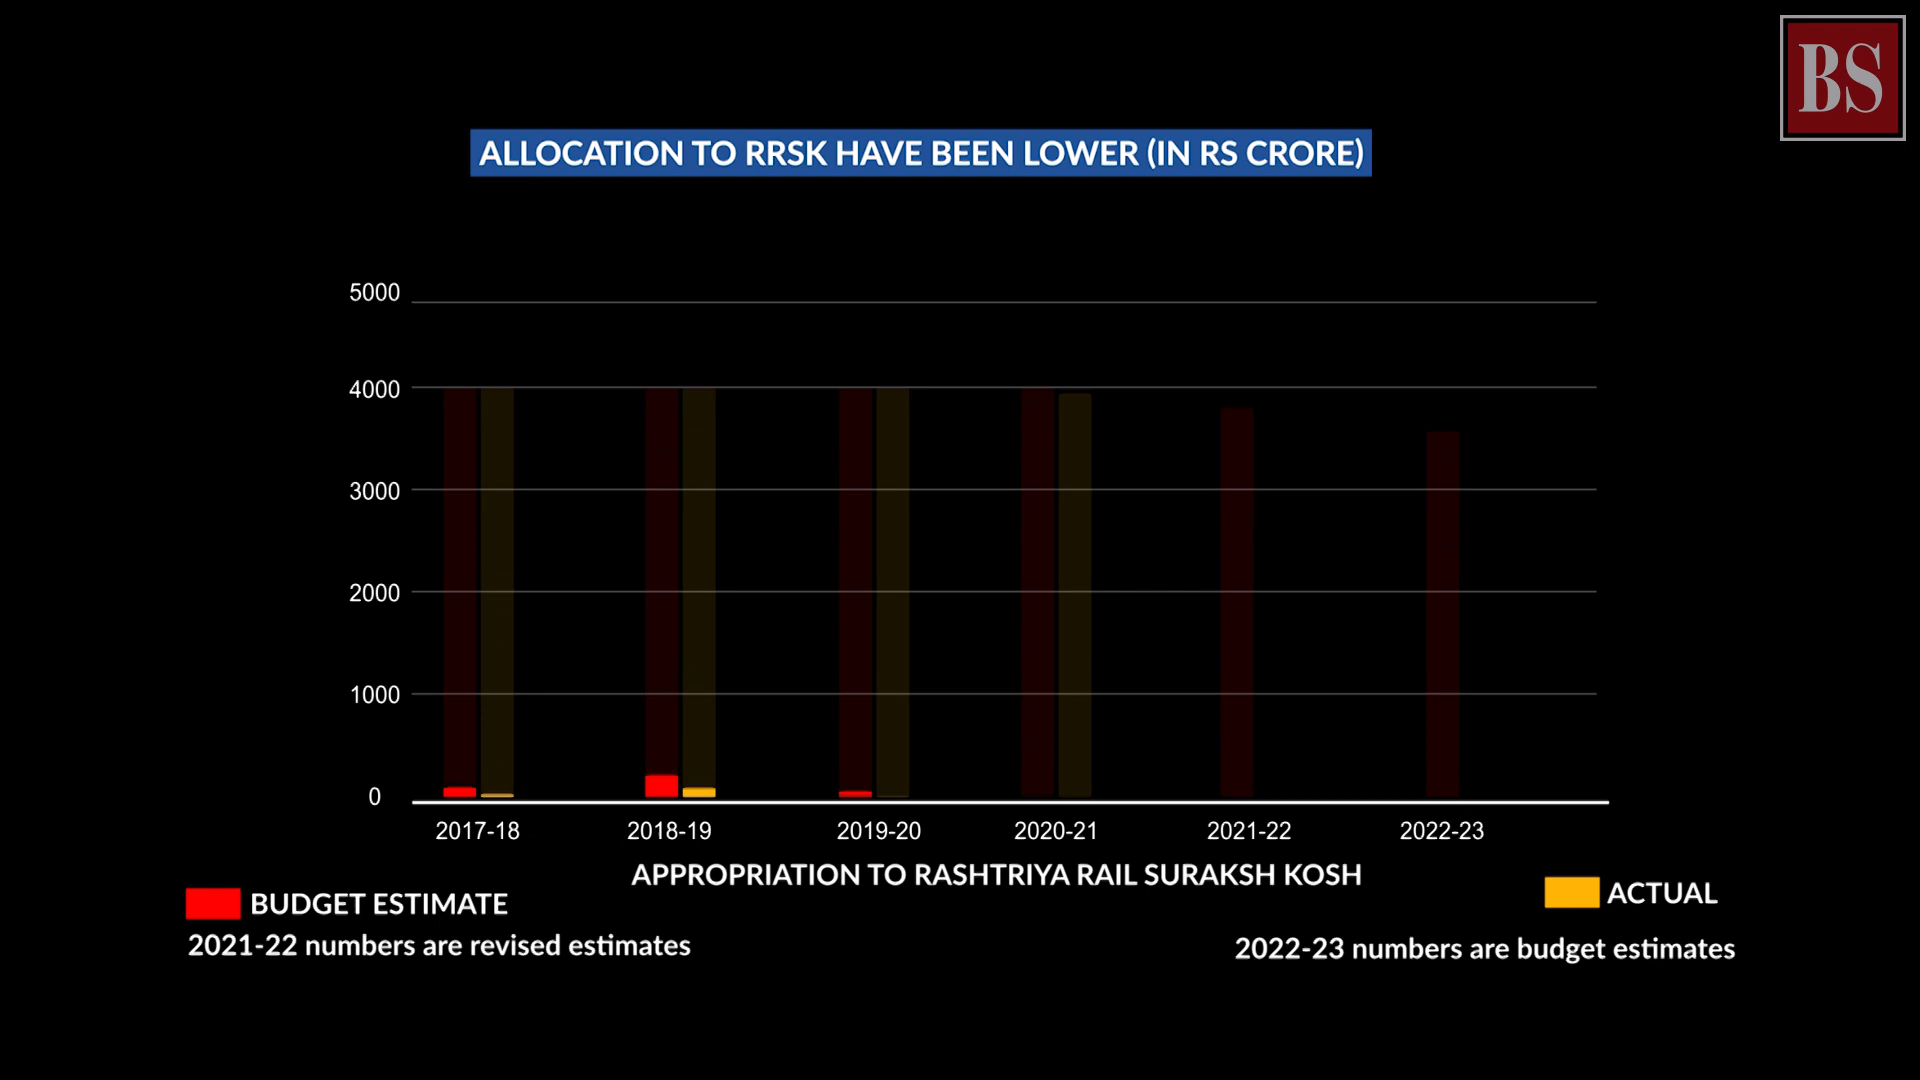 BS
ALLOCATION TO RRSK HAVE BEEN LOWER (IN RS CRORE)
5000
4000
3000
2000
1000
0
2017-18 2018-19 2019-20 2020-21 2021-22 2022-23
APPROPRIATION TO RASHTRIYA RAIL SURAKSH KOSH
BUDGET ESTIMATE
ACTUAL
2021-22 numbers are revised estimates
2022-23 numbers are budget estimates